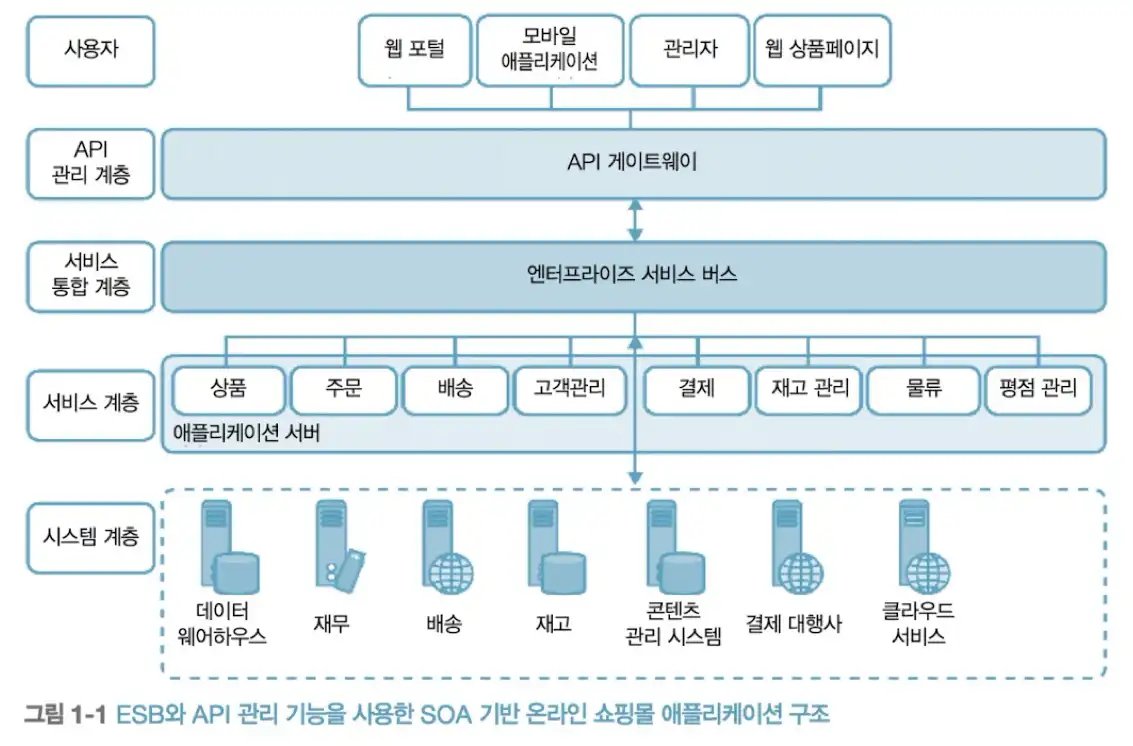 사용자
웹 포털
모바일
애플리케이션
관리자
웹 상품페이지
API
관리 계층
API 게이트웨이
서비스
통합 계층
엔터프라이즈 서비스 버스
서비스 계층
상품
주문
배송
고객관리
결제
재고 관리
물류
평점 관리
애플리케이션 서버
시스템 계층
데이터
웨어하우스
재무
배송
재고
콘텐츠
관리 시스템
결제 대행사
클라우드
서비스
그림 1-1 ESB와 API 관리 기능을 사용한 SOA 기반 온라인 쇼핑몰 애플리케이션 구조